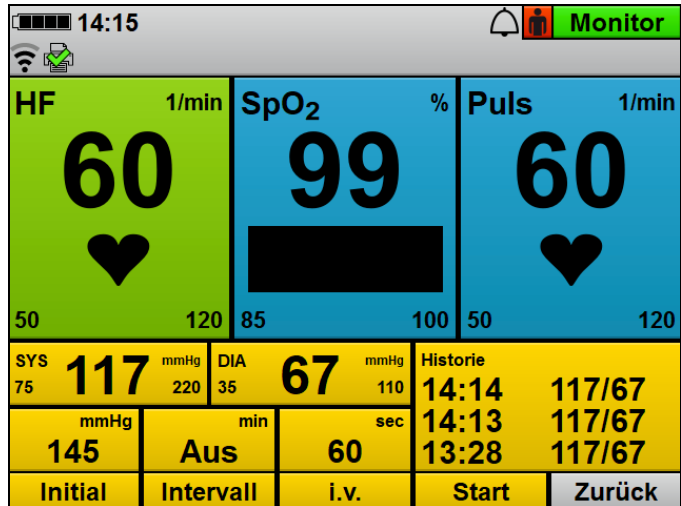 14:15 Monitor
HF 1/min SpO₂ % Puls 1/min
60 99 60
50 120 85 100 50 120
SYS 117 mmHg DIA 67 mmHg Historie
75 220 35 110 14:14 117/67
mmHg min sec 14:13 117/67
145 Aus 60 13:28 117/67
Initial Intervall i.v. Start Zurück